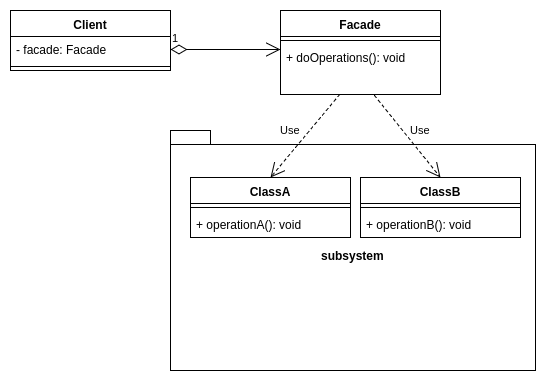 Client
- facade: Facade
1
Facade
+ doOperations(): void
Use
Use
ClassA
+ operationA(): void
ClassB
+ operationB(): void
subsystem